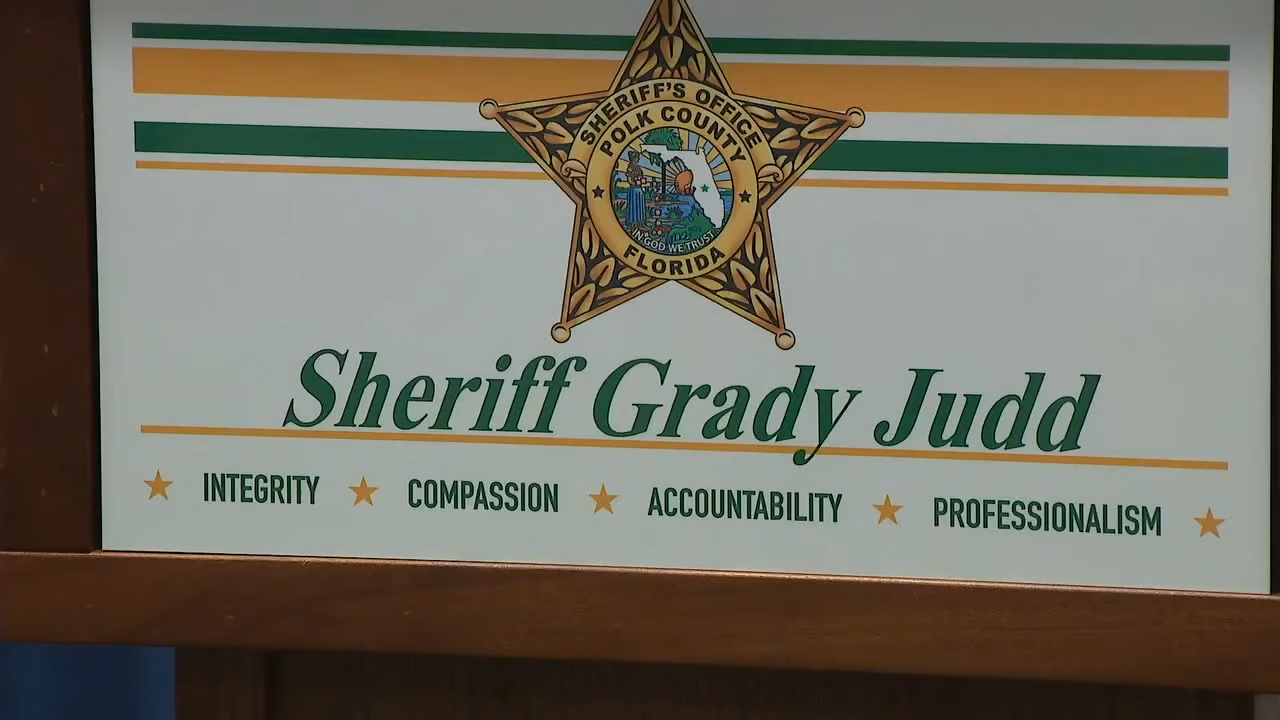 SHERIFF'S OFFICE
POLK COUNTY
IN GOD WE TRUST
FLORIDA
Sheriff Grady Judd
INTEGRITY COMPASSION ACCOUNTABILITY PROFESSIONALISM